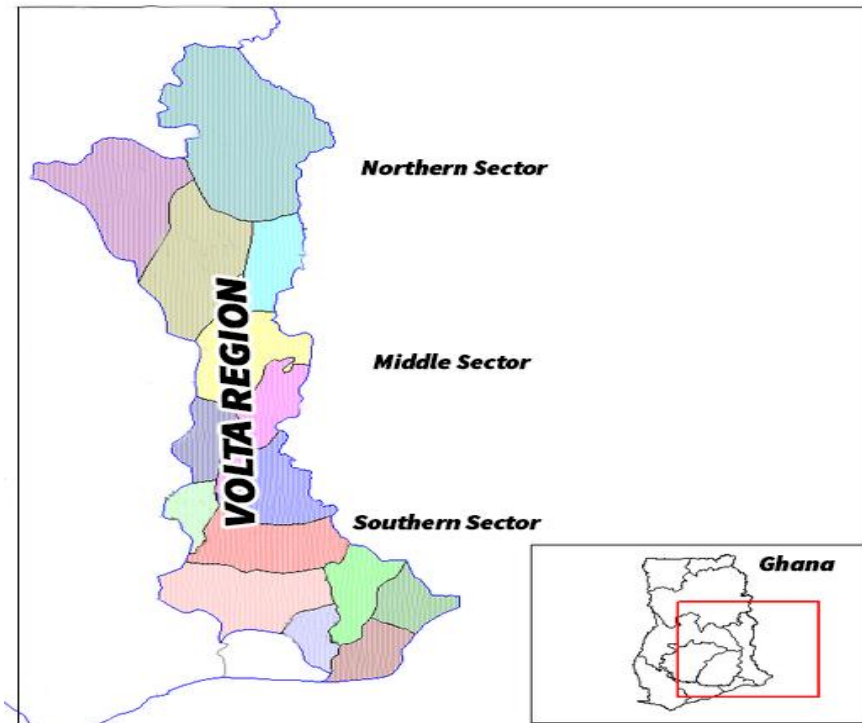 Northern Sector
VOLTA REGION
Middle Sector
Southern Sector
Ghana